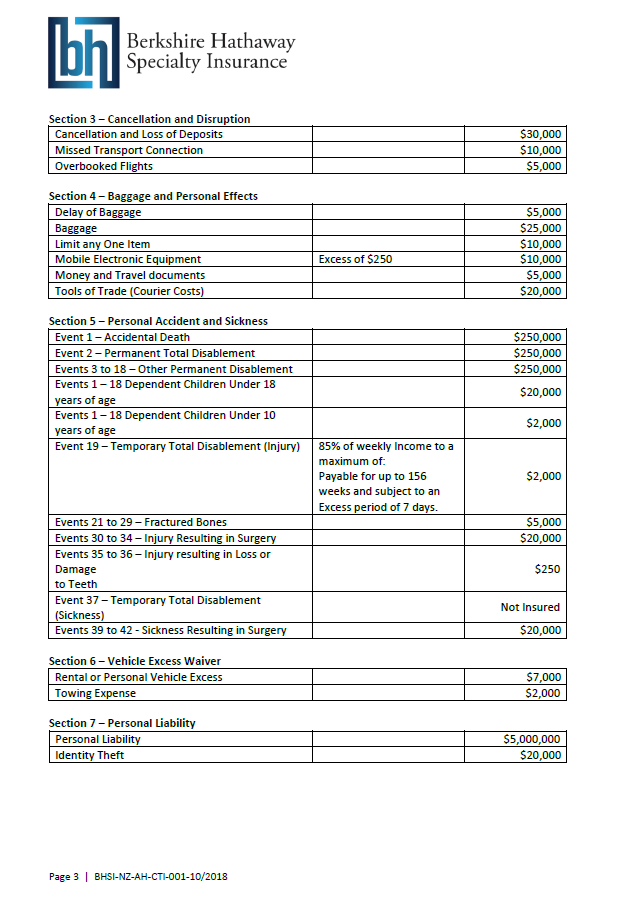 bh Berkshire Hathaway
Specialty Insurance
Section 3 – Cancellation and Disruption
Cancellation and Loss of Deposits $30,000
Missed Transport Connection $10,000
Overbooked Flights $5,000
Section 4 – Baggage and Personal Effects
Delay of Baggage $5,000
Baggage $25,000
Limit any One Item $10,000
Mobile Electronic Equipment Excess of $250 $10,000
Money and Travel documents $5,000
Tools of Trade (Courier Costs) $20,000
Section 5 – Personal Accident and Sickness
Event 1 – Accidental Death $250,000
Event 2 – Permanent Total Disablement $250,000
Events 3 to 18 – Other Permanent Disablement $250,000
Events 1 – 18 Dependent Children Under 18
years of age $20,000
Events 1 – 18 Dependent Children Under 10
years of age $2,000
Event 19 – Temporary Total Disablement (Injury) 85% of weekly Income to a
maximum of:
Payable for up to 156
weeks and subject to an
Excess period of 7 days. $2,000
Events 21 to 29 – Fractured Bones $5,000
Events 30 to 34 – Injury Resulting in Surgery $20,000
Events 35 to 36 – Injury resulting in Loss or
Damage
to Teeth $250
Event 37 – Temporary Total Disablement
(Sickness) Not Insured
Events 39 to 42 - Sickness Resulting in Surgery $20,000
Section 6 – Vehicle Excess Waiver
Rental or Personal Vehicle Excess $7,000
Towing Expense $2,000
Section 7 – Personal Liability
Personal Liability $5,000,000
Identity Theft $20,000
Page 3 | BHSI-NZ-AH-CTI-001-10/2018